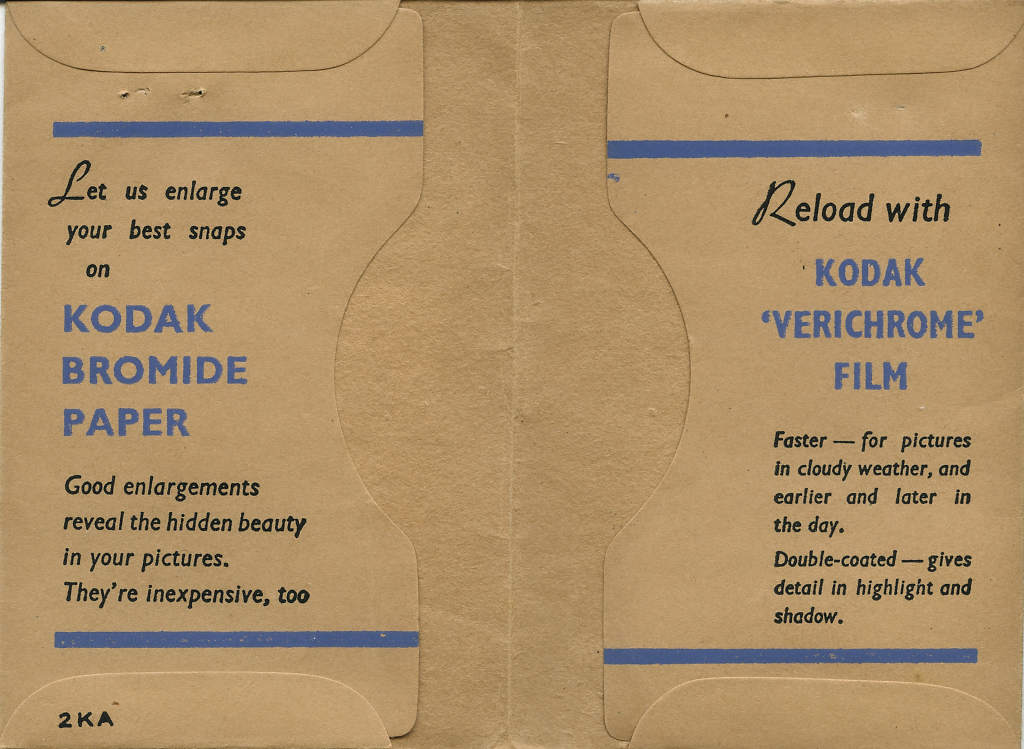 Let us enlarge
your best snaps
on
KODAK
BROMIDE
PAPER
Good enlargements
reveal the hidden beauty
in your pictures.
They're inexpensive, too
2KA
Reload with
KODAK
‘VERICHROME’
FILM
Faster — for pictures
in cloudy weather, and
earlier and later in
the day.
Double-coated — gives
detail in highlight and
shadow.